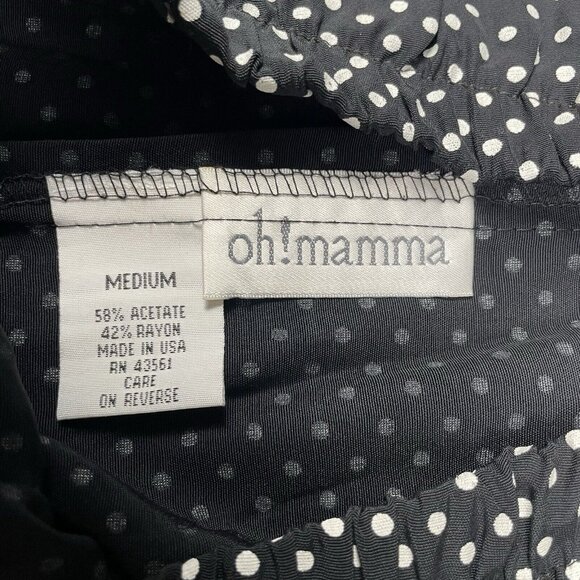 oh!mamma
MEDIUM
58% ACETATE
42% RAYON
MADE IN USA
RN 43561
CARE
ON REVERSE